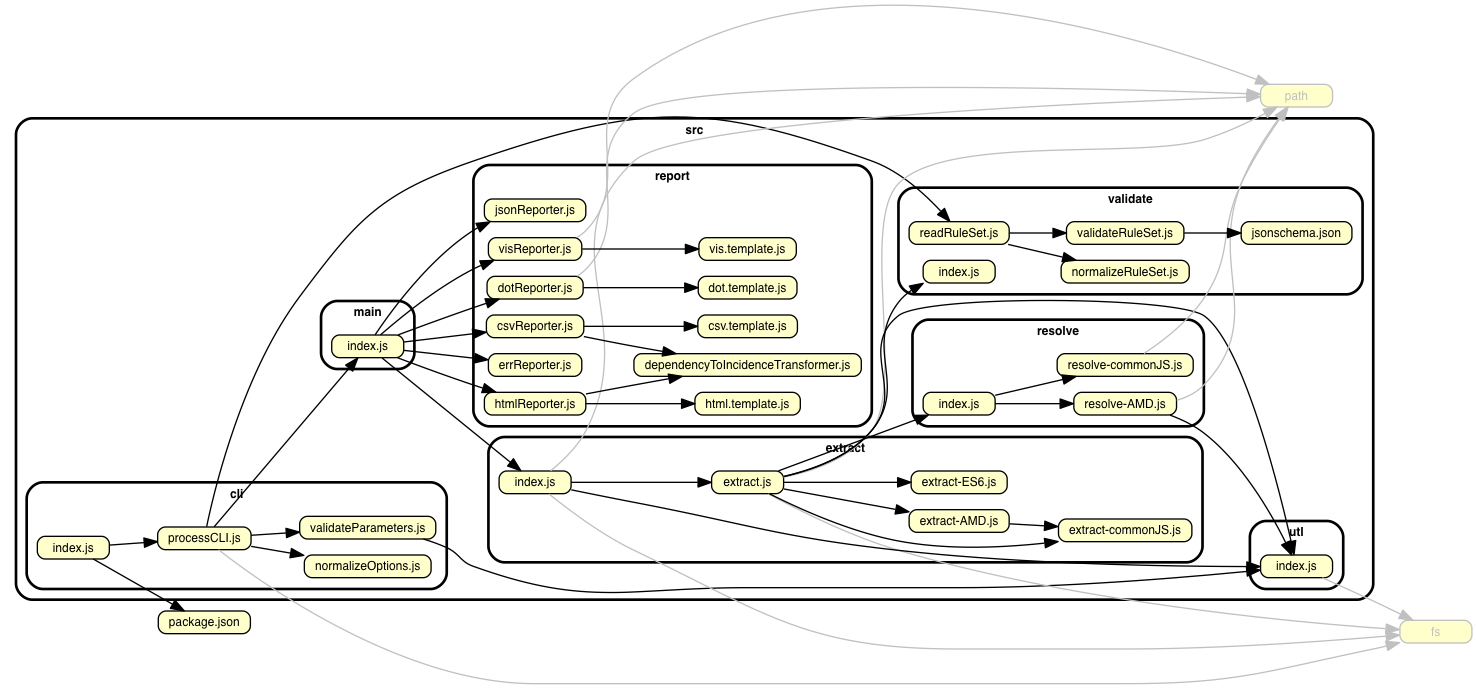 path
src
report
jsonReporter.js
validate
visReporter.js
vis.template.js
readRuleSet.js
validateRuleSet.js
jsonschema.json
index.js
normalizeRuleSet.js
dotReporter.js
dot.template.js
main
index.js
csvReporter.js
csv.template.js
resolve
errReporter.js
dependencyToIncidenceTransformer.js
resolve-commonJS.js
htmlReporter.js
html.template.js
index.js
resolve-AMD.js
extract
index.js
extract.js
extract-ES6.js
extract-AMD.js
extract-commonJS.js
cli
index.js
processCLI.js
validateParameters.js
normalizeOptions.js
utl
index.js
package.json
fs